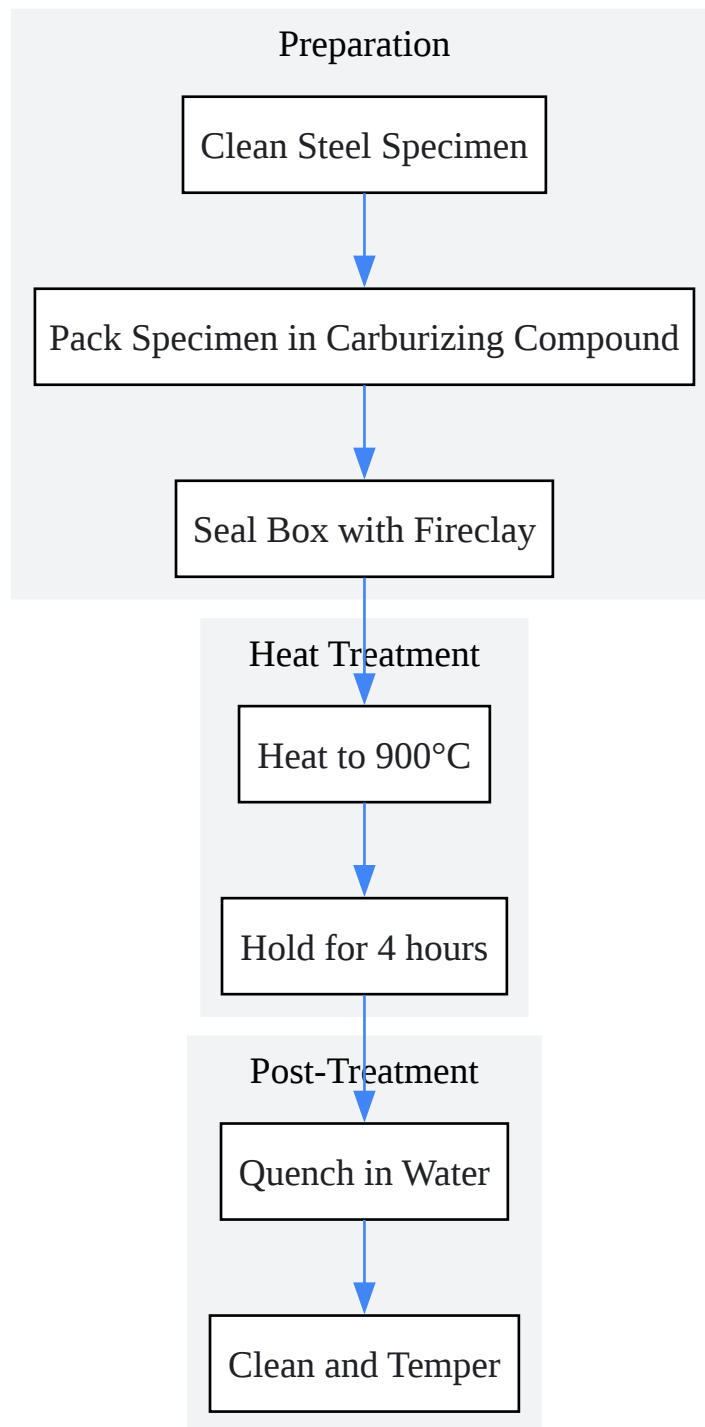 Preparation
Clean Steel Specimen
Pack Specimen in Carburizing Compound
Seal Box with Fireclay
Heat Treatment
Heat to 900°C
Hold for 4 hours
Post-Treatment
Quench in Water
Clean and Temper